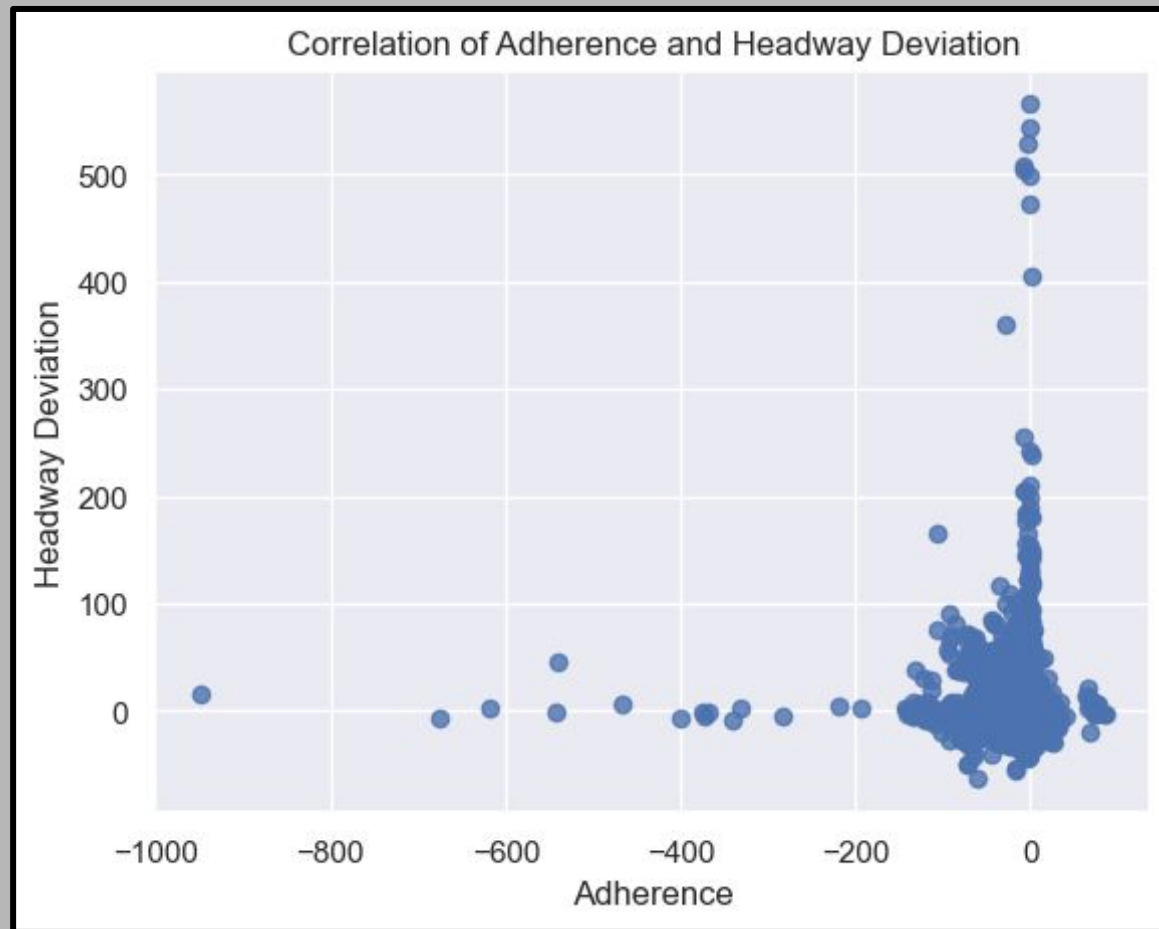 Correlation of Adherence and Headway Deviation
500
400
300
200
100
0
Headway Deviation
−1000 −800 −600 −400 −200 0
Adherence